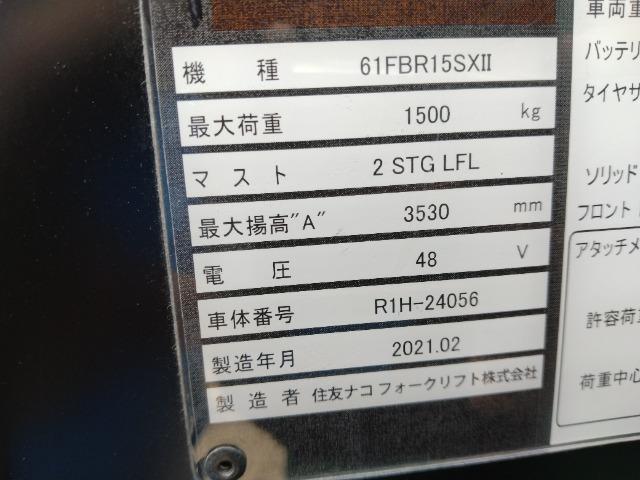 機種 61FBR15SXII
最大荷重 1500 kg
マスト 2 STG LFL
最大揚高"A" 3530 mm
電圧 48 V
車体番号 R1H-24056
製造年月 2021.02
製造者 住友ナコフォークリフト株式会社
車両重
バッテリ
タイヤサ
ソリッド
フロント
アタッチメ
許容荷重
荷重中心